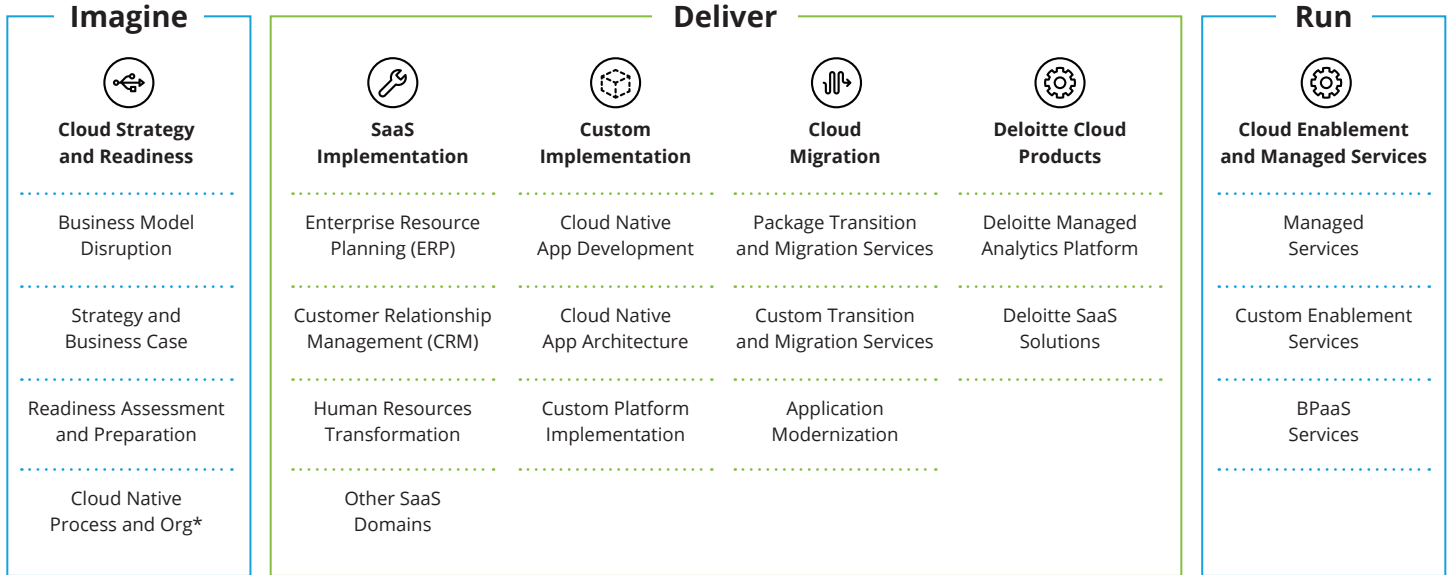 Imagine
Cloud Strategy
and Readiness
Business Model
Disruption
Strategy and
Business Case
Readiness Assessment
and Preparation
Cloud Native
Process and Org*
Deliver
SaaS
Implementation
Enterprise Resource
Planning (ERP)
Customer Relationship
Management (CRM)
Human Resources
Transformation
Other SaaS
Domains
Custom
Implementation
Cloud Native
App Development
Cloud Native
App Architecture
Custom Platform
Implementation
Cloud
Migration
Package Transition
and Migration Services
Custom Transition
and Migration Services
Application
Modernization
Deloitte Cloud
Products
Deloitte Managed
Analytics Platform
Deloitte SaaS
Solutions
Run
Cloud Enablement
and Managed Services
Managed
Services
Custom Enablement
Services
BPaaS
Services